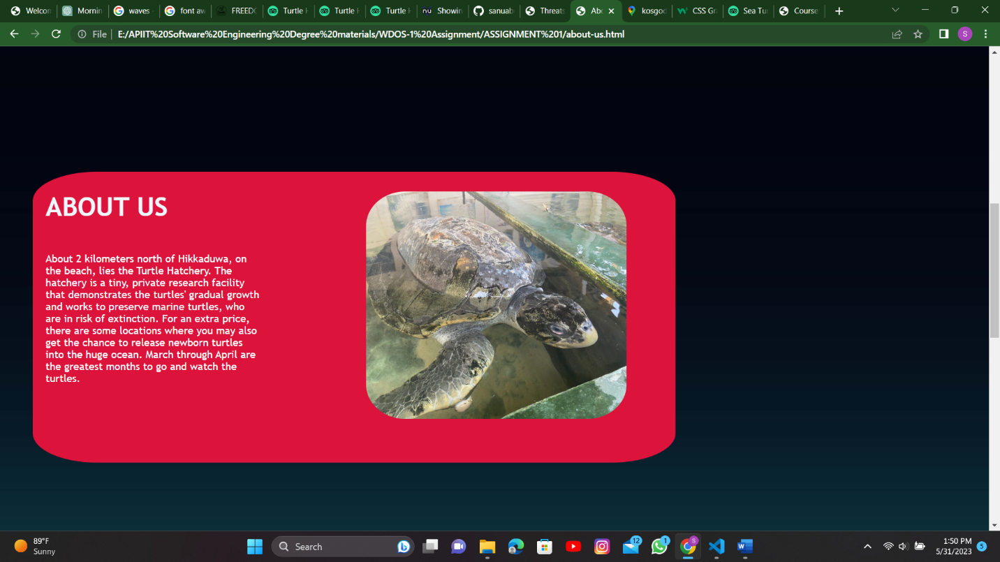 Welcon
Mornin
waves -
font aw
FREEDO
Turtle H
Turtle H
Turtle H
nu Showin
sanuab
Threats
Abo
kosgod
CSS Gra
Sea Tur
Course
File | E:/APIIT%20Software%20Engineering%20Degree%20materials/WDOS-1%20Assignment/ASSIGNMENT%201/about-us.html
S
ABOUT US
About 2 kilometers north of Hikkaduwa, on
the beach, lies the Turtle Hatchery. The
hatchery is a tiny, private research facility
that demonstrates the turtles' gradual growth
and works to preserve marine turtles, who
are in risk of extinction. For an extra price,
there are some locations where you may also
get the chance to release newborn turtles
into the huge ocean. March through April are
the greatest months to go and watch the
turtles.
89°F
Sunny
Search
12
1
S
W
1:50 PM
5/31/2023
5